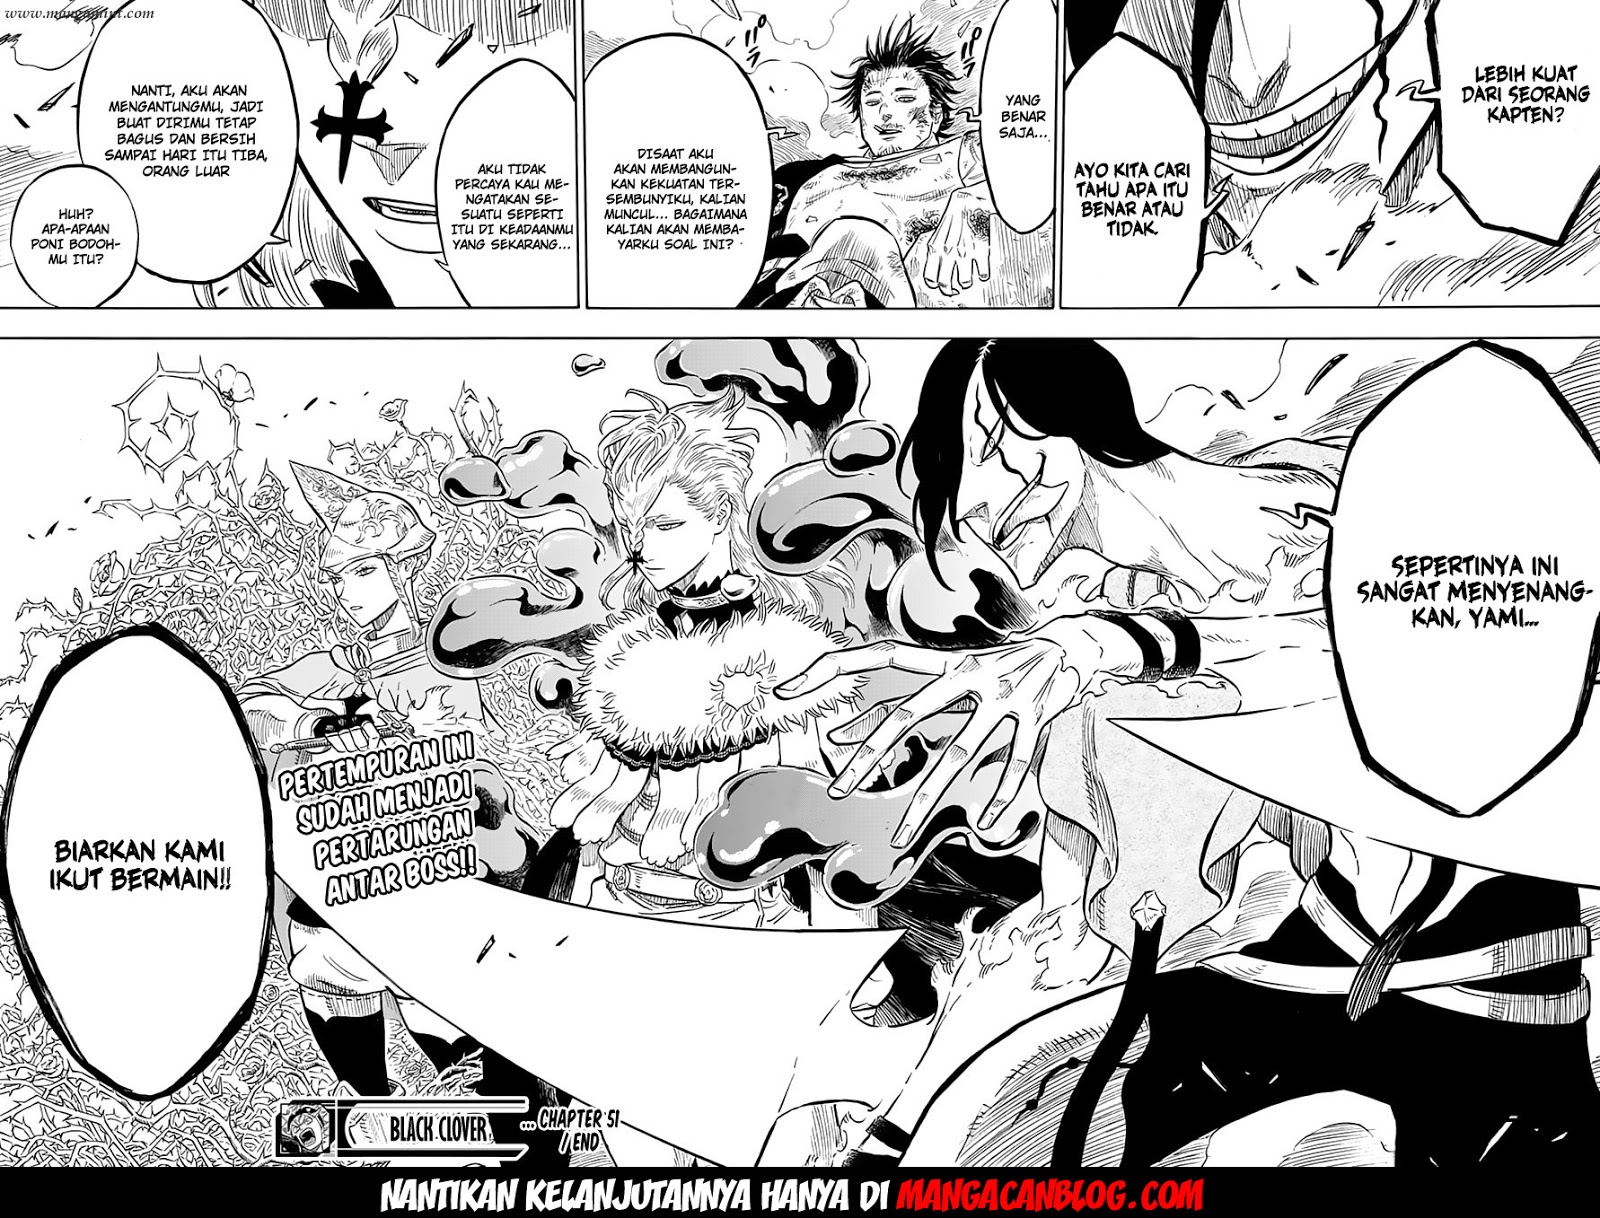 www.mangamint.com
LEBIH KUAT
DARI SEORANG
KAPTEN?
AYO KITA CARI
TAHU APA ITU
BENAR ATAU
TIDAK.
YANG
BENAR
SAJA...
DISAAT AKU
AKAN MEMBANGUN-
KAN KEKUATAN TER-
SEMBUNYIKU, KALIAN
MUNCUL... BAGAIMANA
KALIAN AKAN MEMBA-
YARKU SOAL INI?
AKU TIDAK
PERCAYA KAU ME-
NGATAKAN SE-
SUATU SEPERTI
ITU DI KEADAANMU
YANG SEKARANG...
NANTI, AKU AKAN
MENGANTUNGMU, JADI
BUAT DIRIMU TETAP
BAGUS DAN BERSIH
SAMPAI HARI ITU TIBA,
ORANG LUAR
HUH?
APA-APAAN
PONI BODOH-
MU ITU?
SEPERTINYA INI
SANGAT MENYENANG-
KAN, YAMI...
PERTEMPURAN INI
SUDAH MENJADI
PERTARUNGAN
ANTAR BOSS!!
BIARKAN KAMI
IKUT BERMAIN!!
BLACK CLOVER
... CHAPTER 51
/ END
NANTIKAN KELANJUTANNYA HANYA DI MANGACANBLOG.COM